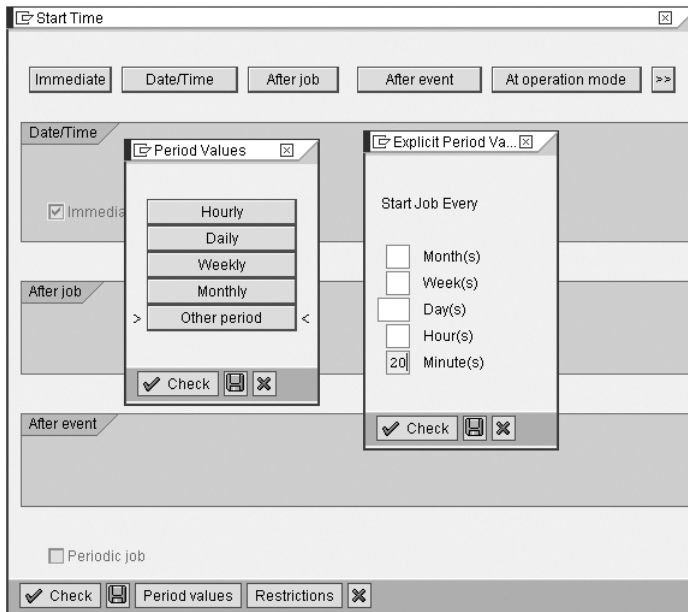 Start Time
Immediate Date/Time After job After event At operation mode >>
Date/Time
Immedia
After job
After event
Periodic job
Check Period values Restrictions
Period Values
Hourly
Daily
Weekly
Monthly
> Other period <
Check
Explicit Period Va...
Start Job Every
Month(s)
Week(s)
Day(s)
Hour(s)
20 Minute(s)
Check